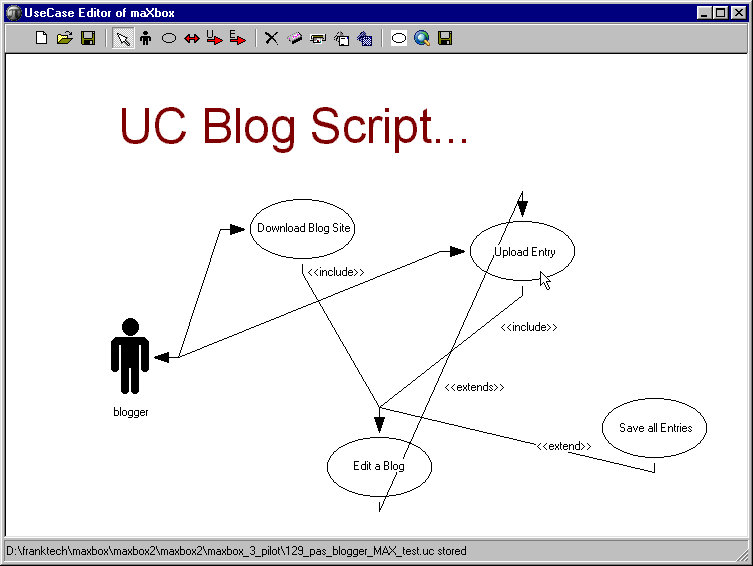 UseCase Editor of maXbox
U E
UC Blog Script...
Download Blog Site
Upload Entry
<<include>>
<<include>>
<<extends>>
blogger
Save all Entries
<<extend>>
Edit a Blog
D:\franktech\maxbox\maxbox2\maxbox2\maxbox_3_pilot\129_pas_blogger_MAX_test.uc stored